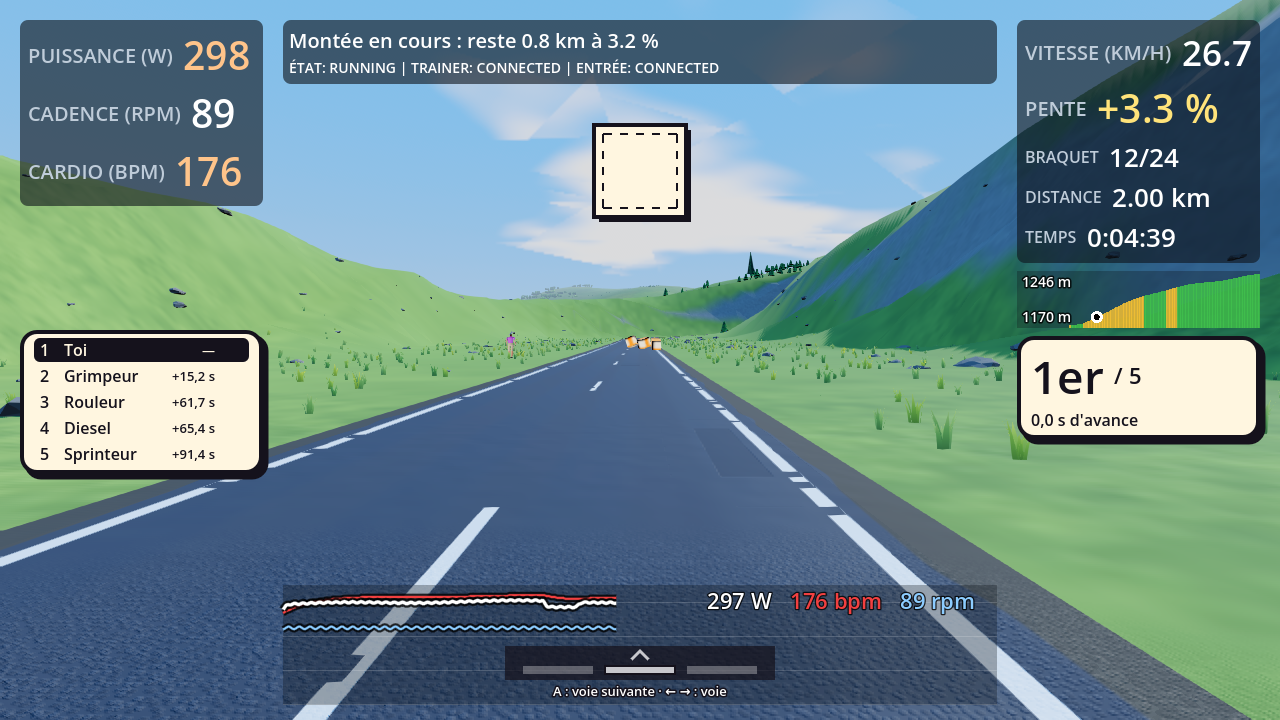 PUISSANCE (W) 298
CADENCE (RPM) 89
CARDIO (BPM) 176
Montée en cours : reste 0.8 km à 3.2 %
ÉTAT: RUNNING | TRAINER: CONNECTED | ENTRÉE: CONNECTED
VITESSE (KM/H) 26.7
PENTE +3.3 %
BRAQUET 12/24
DISTANCE 2.00 km
TEMPS 0:04:39
1246 m
1170 m
1 Toi —
2 Grimpeur +15,2 s
3 Rouleur +61,7 s
4 Diesel +65,4 s
5 Sprinteur +91,4 s
1er / 5
0,0 s d'avance
297 W 176 bpm 89 rpm
A : voie suivante · ← → : voie